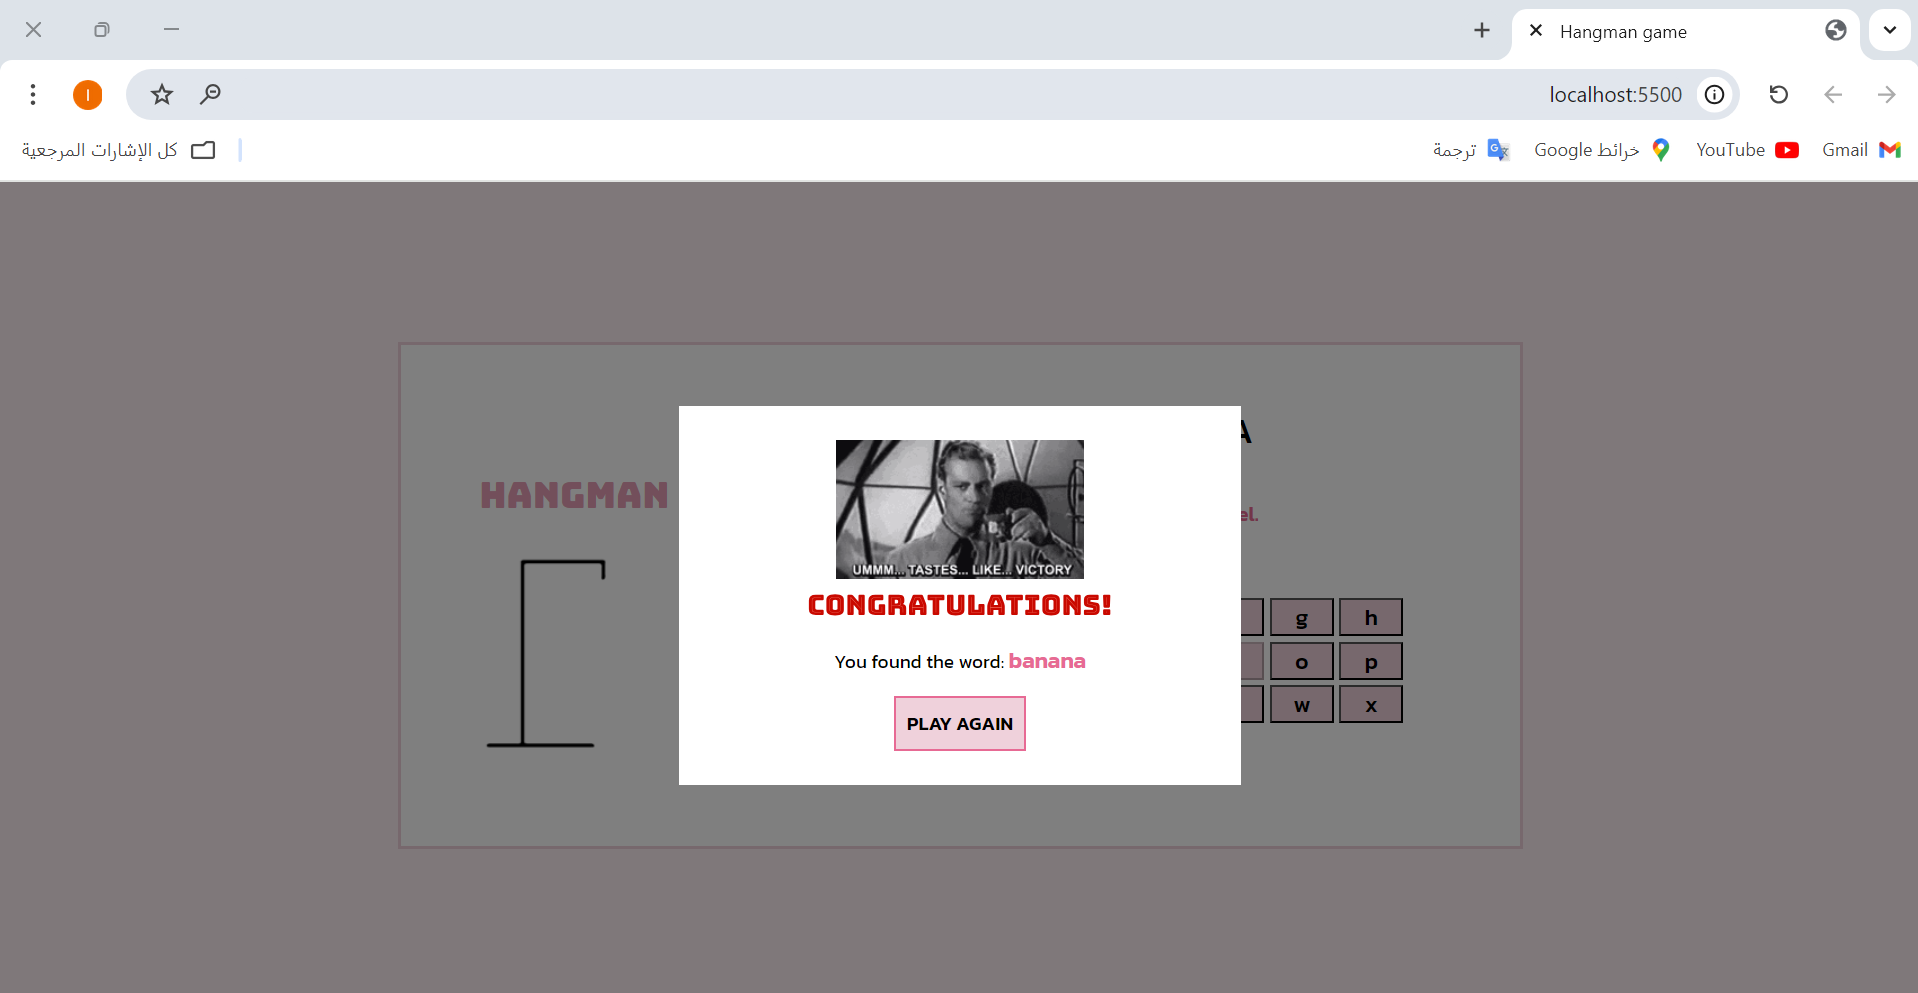 Hangman game
I
localhost:5500
كل الإشارات المرجعية
ترجمة
خرائط Google
YouTube
Gmail
A
HANGMAN
el.
UMMM... TASTES... LIKE... VICTORY
CONGRATULATIONS!
You found the word: banana
PLAY AGAIN
g h
o p
w x